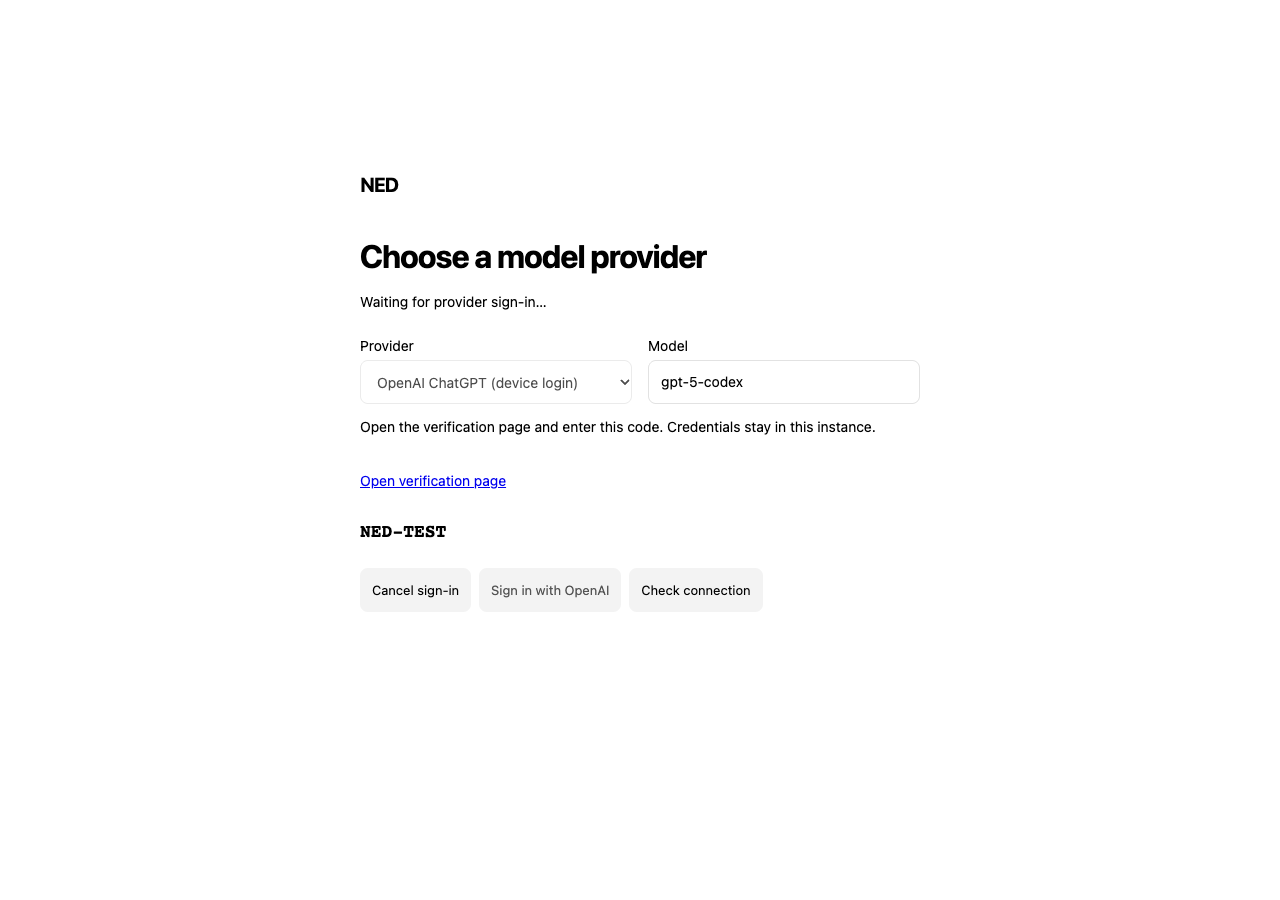 NED
Choose a model provider
Waiting for provider sign-in…
Provider Model
OpenAI ChatGPT (device login) gpt-5-codex
Open the verification page and enter this code. Credentials stay in this instance.
Open verification page
NED-TEST
Cancel sign-in Sign in with OpenAI Check connection